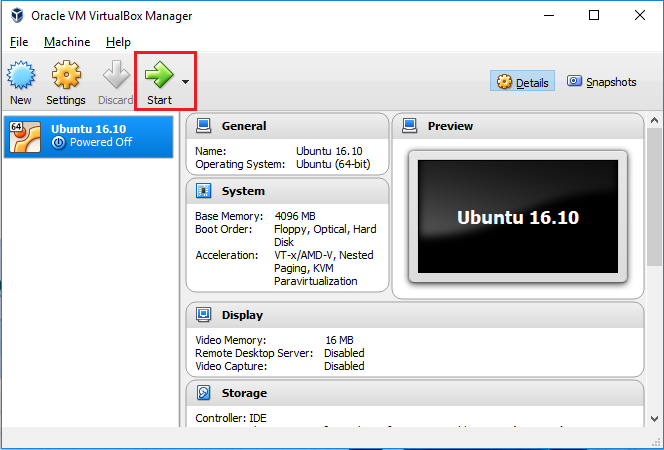 Oracle VM VirtualBox Manager
File Machine Help
New Settings Discard Start
Details Snapshots
64
Ubuntu 16.10
Powered Off
General
Name: Ubuntu 16.10
Operating System: Ubuntu (64-bit)
System
Base Memory: 4096 MB
Boot Order: Floppy, Optical, Hard
Disk
Acceleration: VT-x/AMD-V, Nested
Paging, KVM
Paravirtualization
Preview
Ubuntu 16.10
Display
Video Memory: 16 MB
Remote Desktop Server: Disabled
Video Capture: Disabled
Storage
Controller: IDE